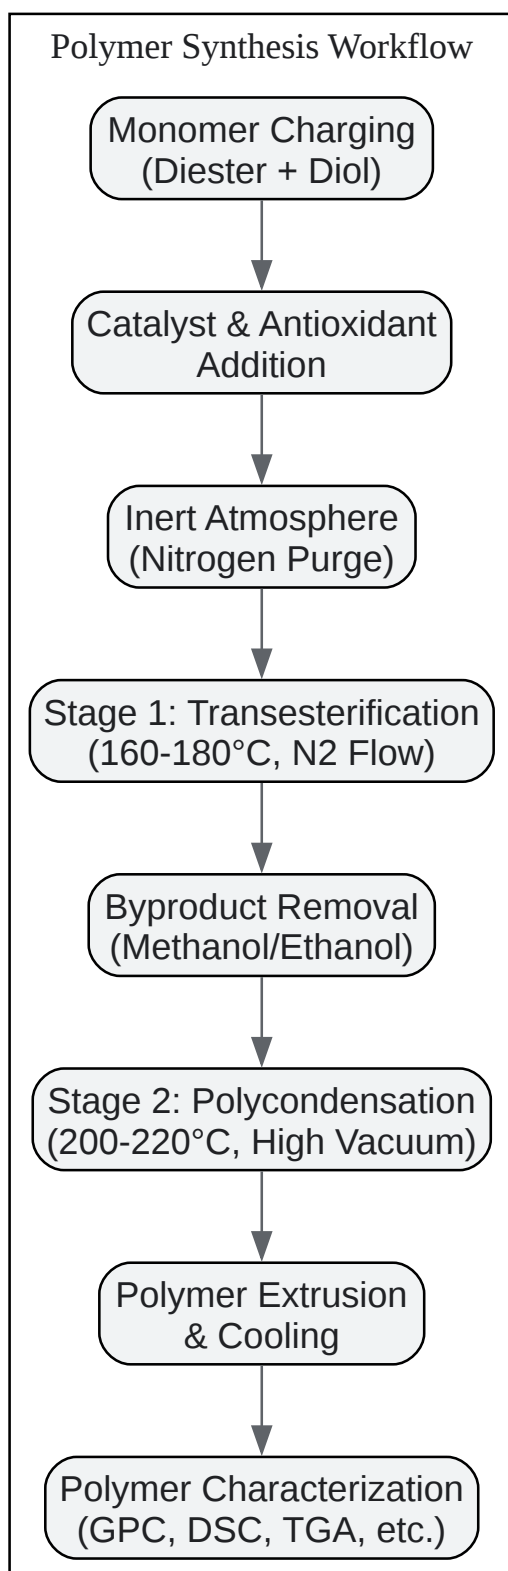 Polymer Synthesis Workflow
Monomer Charging
(Diester + Diol)
Catalyst & Antioxidant
Addition
Inert Atmosphere
(Nitrogen Purge)
Stage 1: Transesterification
(160-180°C, N2 Flow)
Byproduct Removal
(Methanol/Ethanol)
Stage 2: Polycondensation
(200-220°C, High Vacuum)
Polymer Extrusion
& Cooling
Polymer Characterization
(GPC, DSC, TGA, etc.)